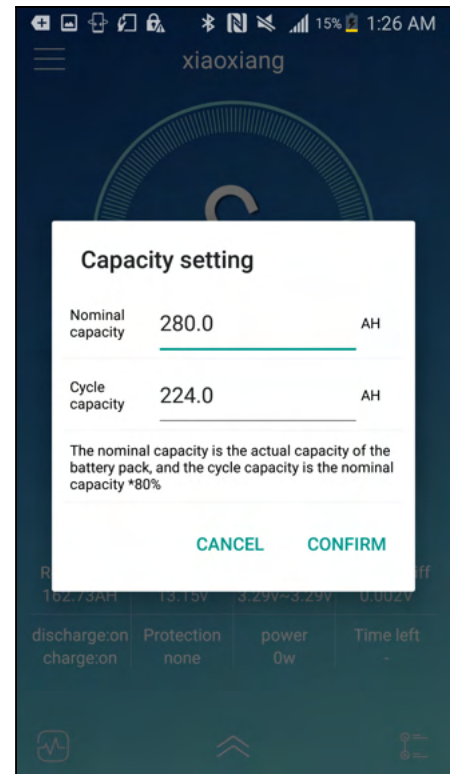 15% 1:26 AM
xiaoxiang
Capacity setting
Nominal capacity
280.0 AH
Cycle capacity
224.0 AH
The nominal capacity is the actual capacity of the
battery pack, and the cycle capacity is the nominal
capacity *80%
CANCEL CONFIRM
162.73AH 13.15v 3.29v~3.29v 0.002v
discharge:on Protection power Time left
charge:on none 0w -